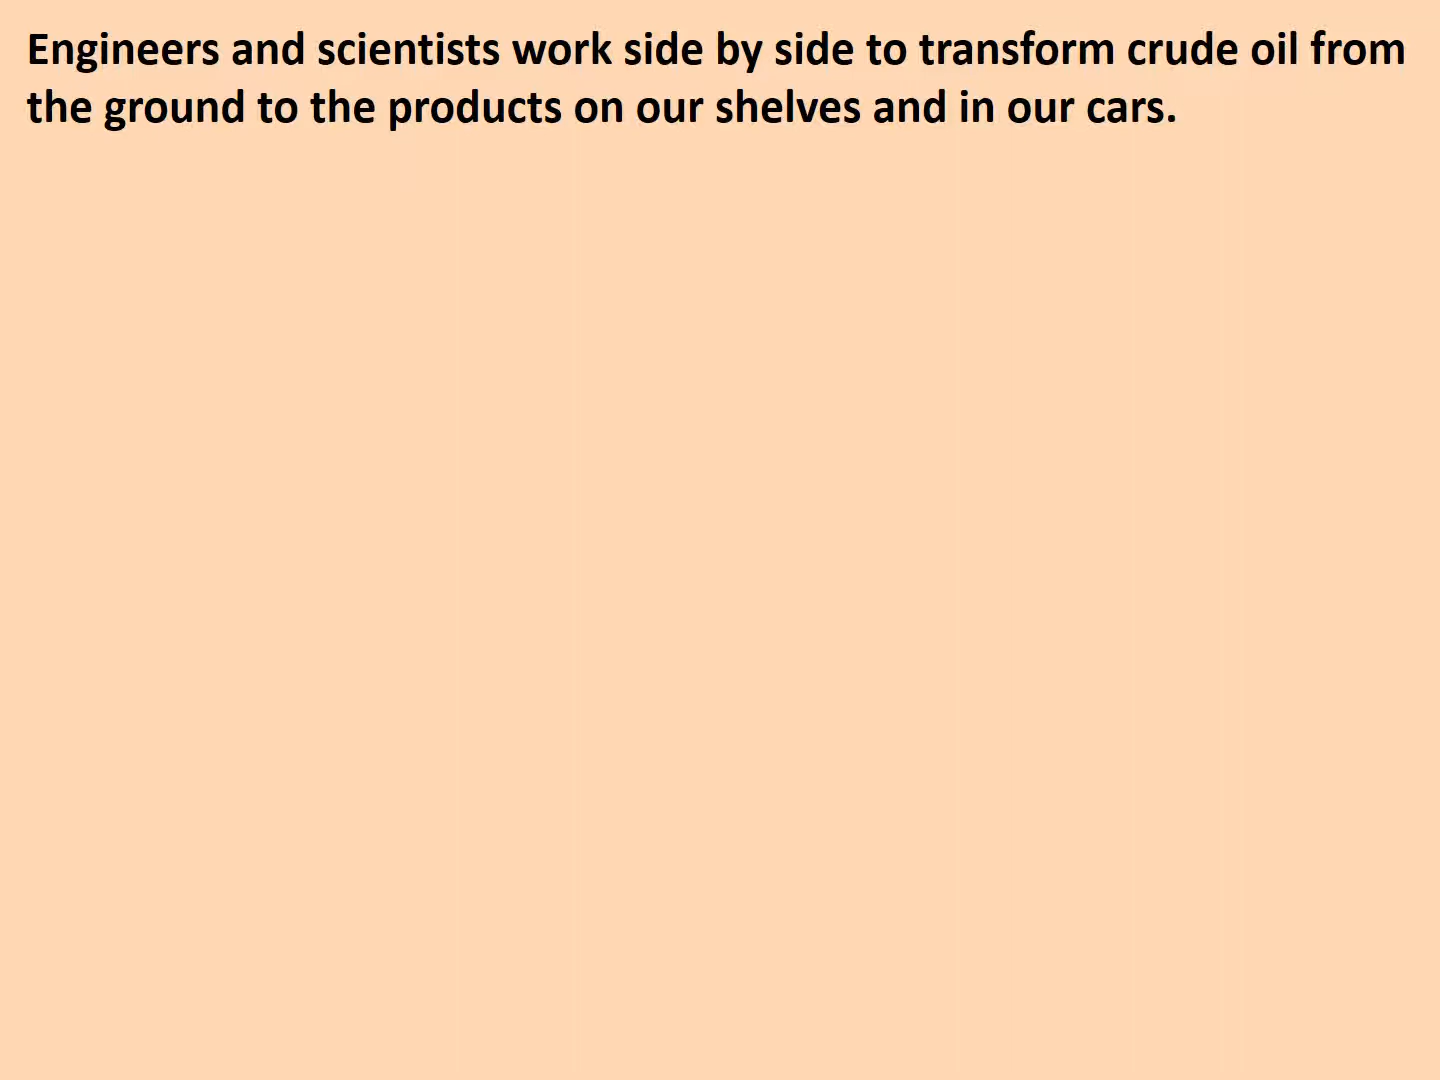 Engineers and scientists work side by side to transform crude oil from
the ground to the products on our shelves and in our cars.